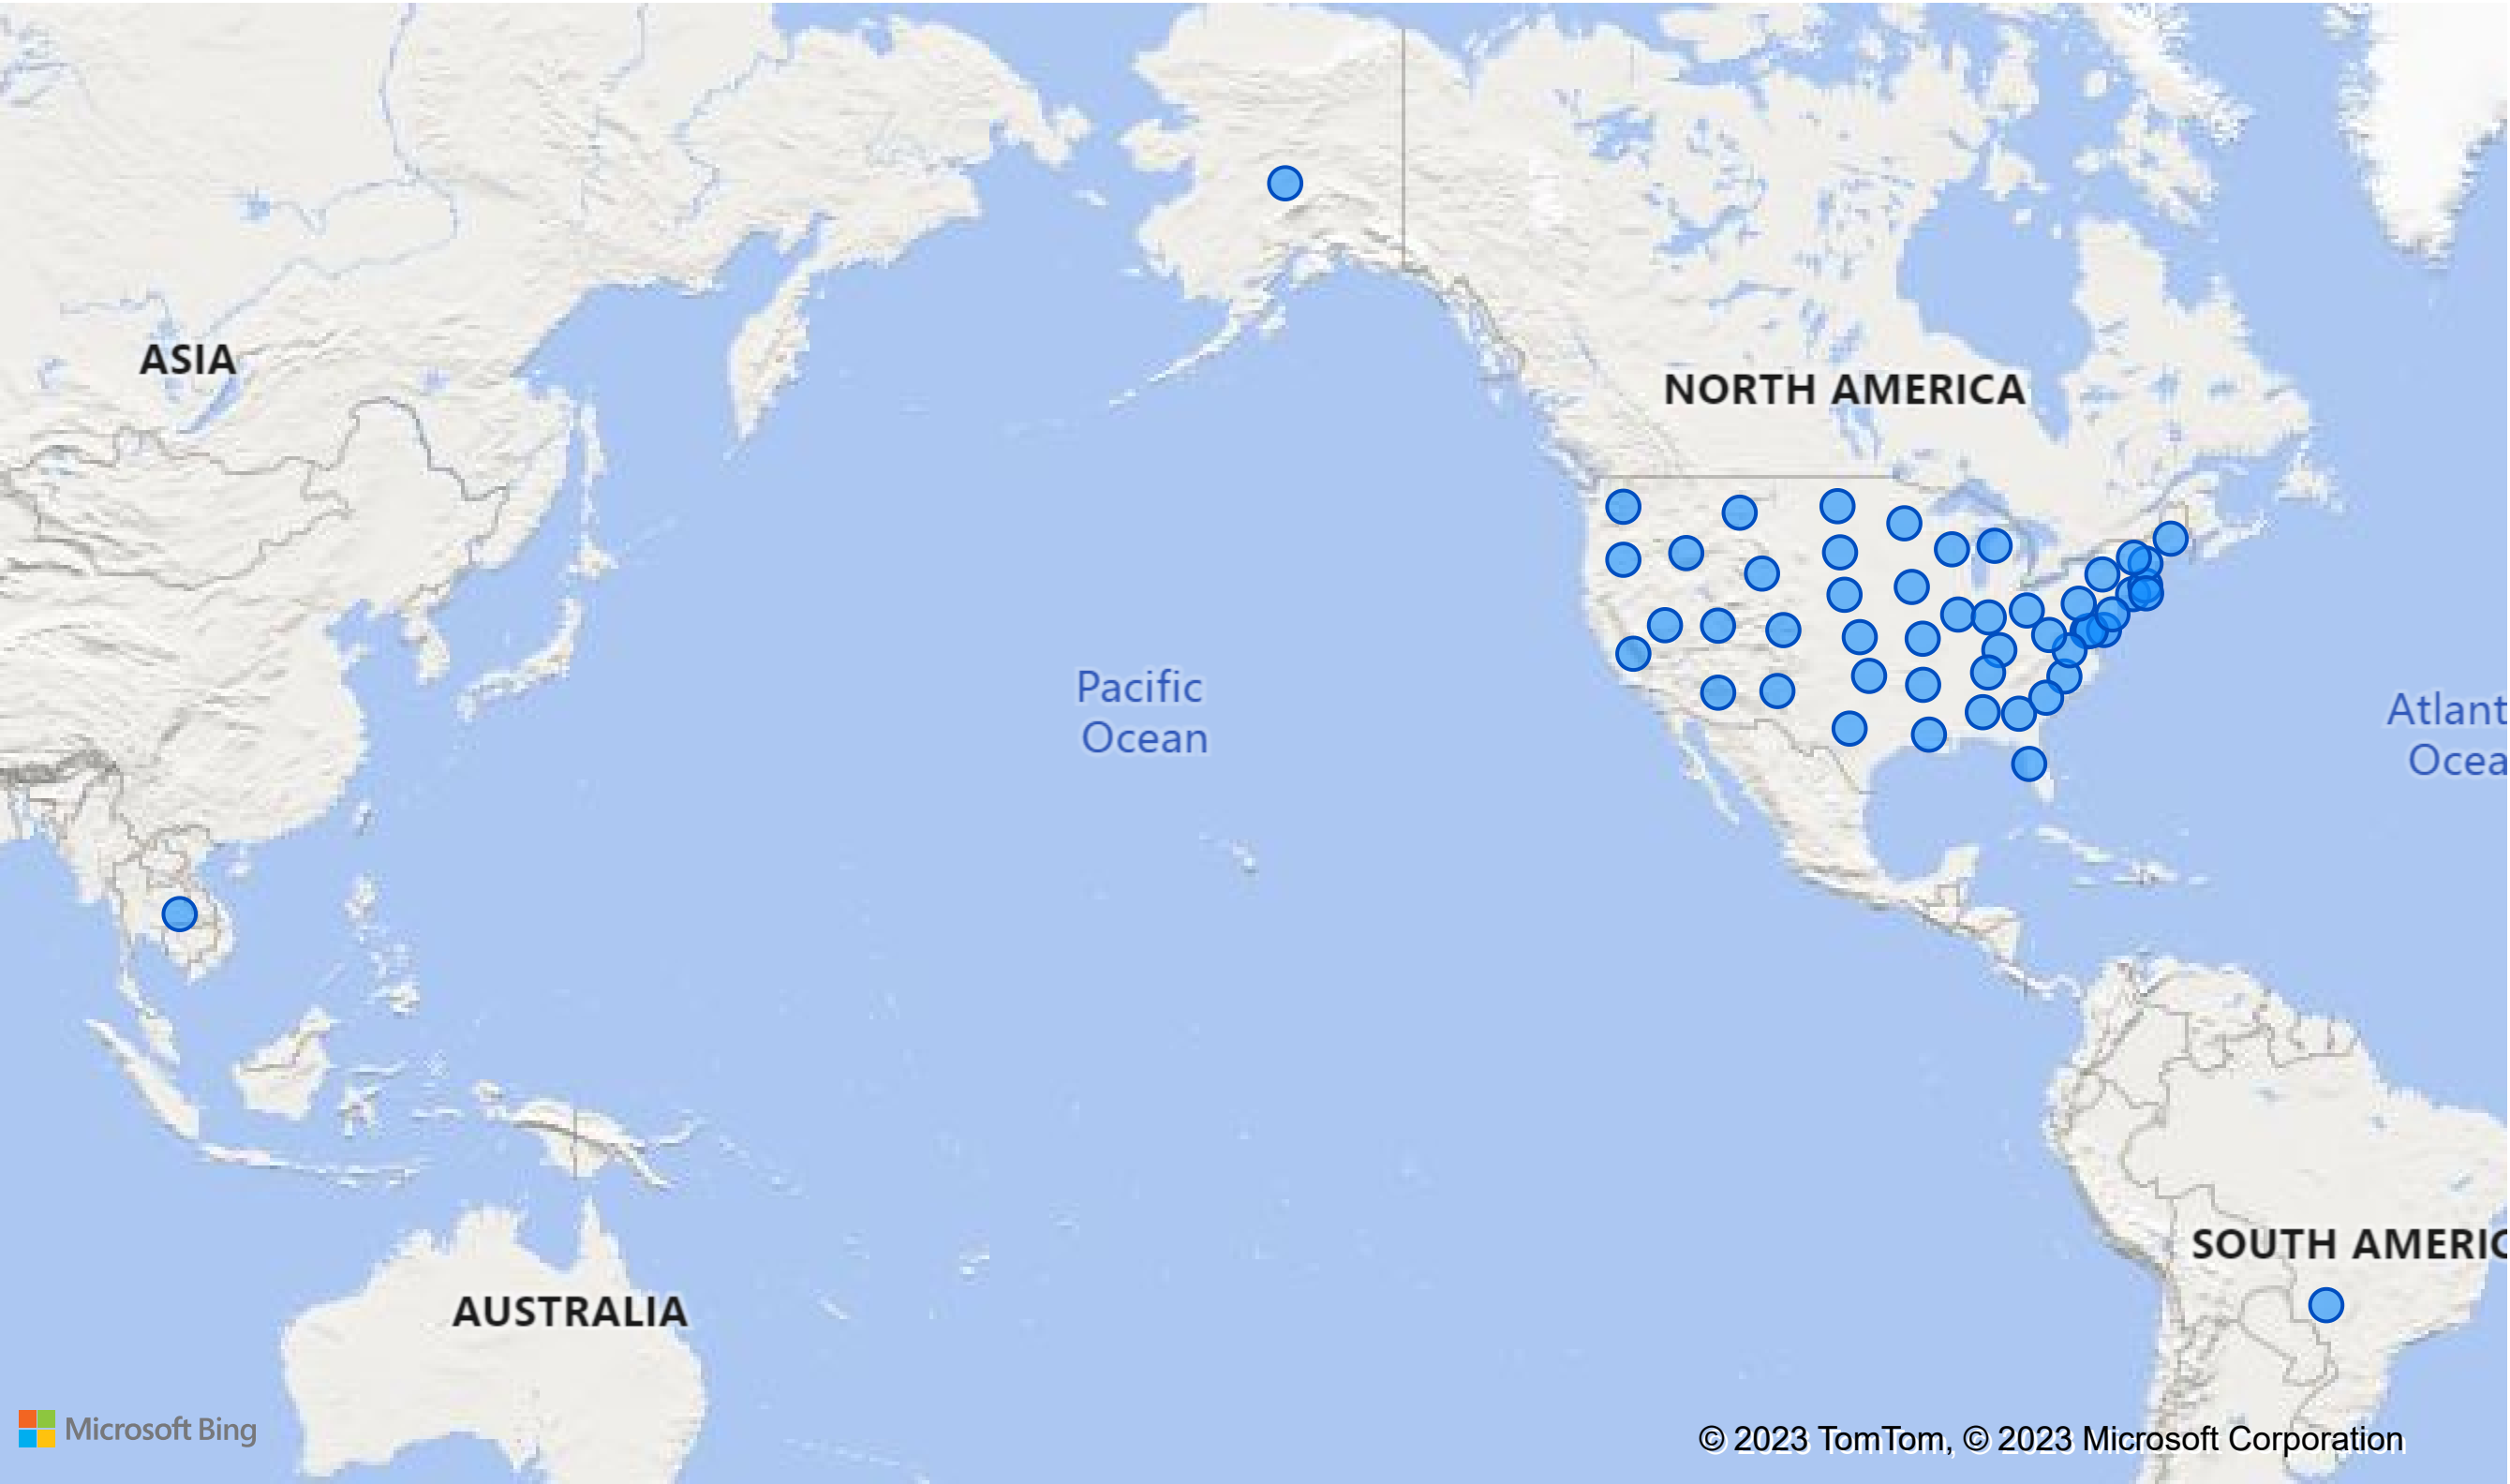 ASIA
NORTH AMERICA
Pacific
Ocean
Atlant
Ocea
SOUTH AMERIC
AUSTRALIA
Microsoft Bing
© 2023 TomTom, © 2023 Microsoft Corporation